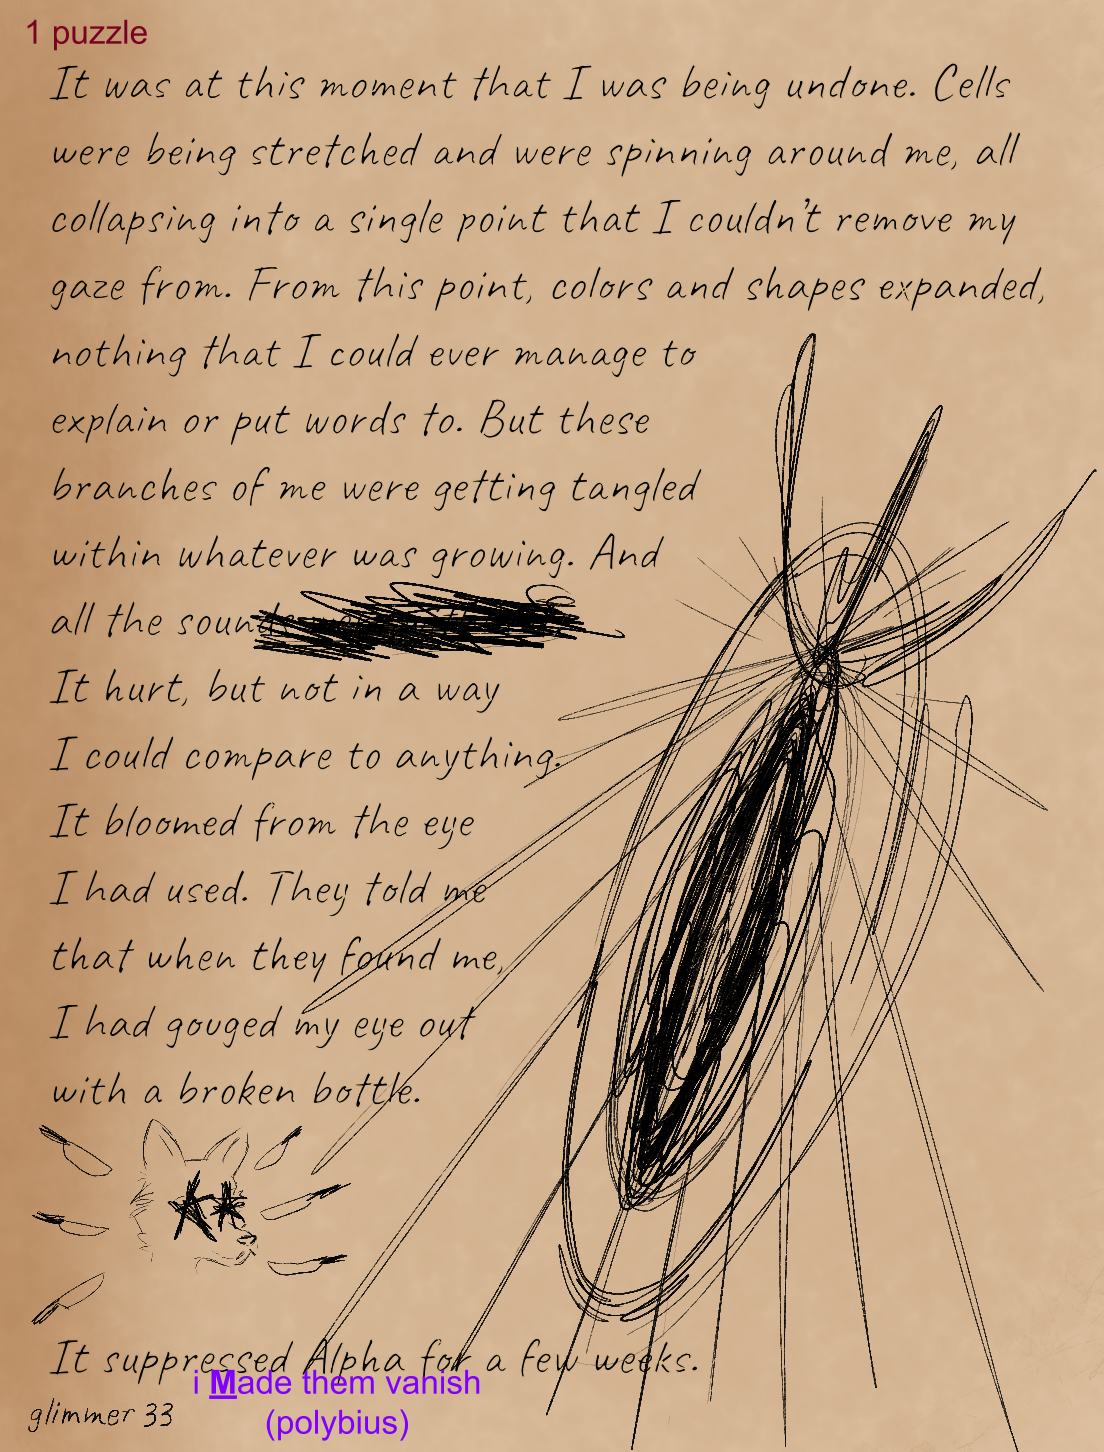 1 puzzle
It was at this moment that I was being undone. Cells
were being stretched and were spinning around me, all
collapsing into a single point that I couldn't remove my
gaze from. From this point, colors and shapes expanded,
nothing that I could ever manage to
explain or put words to. But these
branches of me were getting tangled
within whatever was growing. And
all the sounds
It hurt, but not in a way
I could compare to anything.
It bloomed from the eye
I had used. They told me
that when they found me,
I had gouged my eye out
with a broken bottle.
It suppressed Alpha for a few weeks.
i Made them vanish
(polybius)
glimmer 33